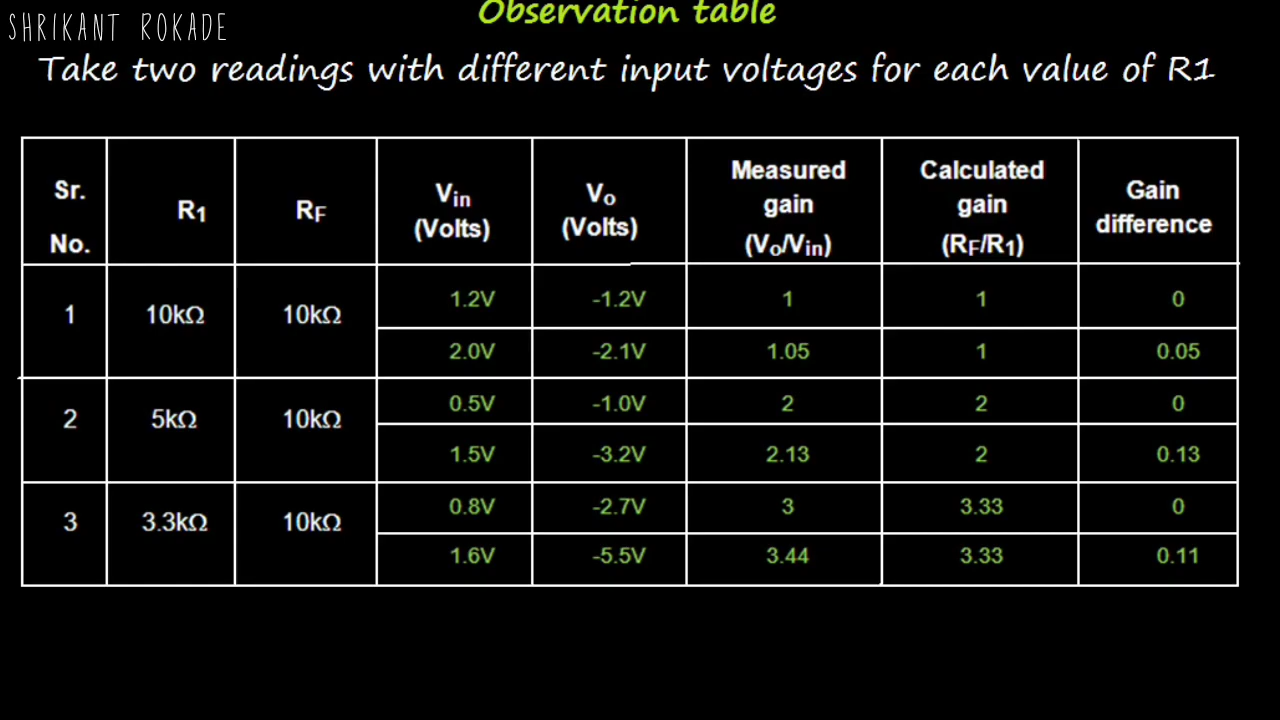 SHRIKANT ROKADE
Observation table
Take two readings with different input voltages for each value of R1
Sr. No. R1 RF Vin (Volts) Vo (Volts) Measured gain (Vo/Vin) Calculated gain (RF/R1) Gain difference
1 10kΩ 10kΩ 1.2V -1.2V 1 1 0
2.0V -2.1V 1.05 1 0.05
2 5kΩ 10kΩ 0.5V -1.0V 2 2 0
1.5V -3.2V 2.13 2 0.13
3 3.3kΩ 10kΩ 0.8V -2.7V 3 3.33 0
1.6V -5.5V 3.44 3.33 0.11